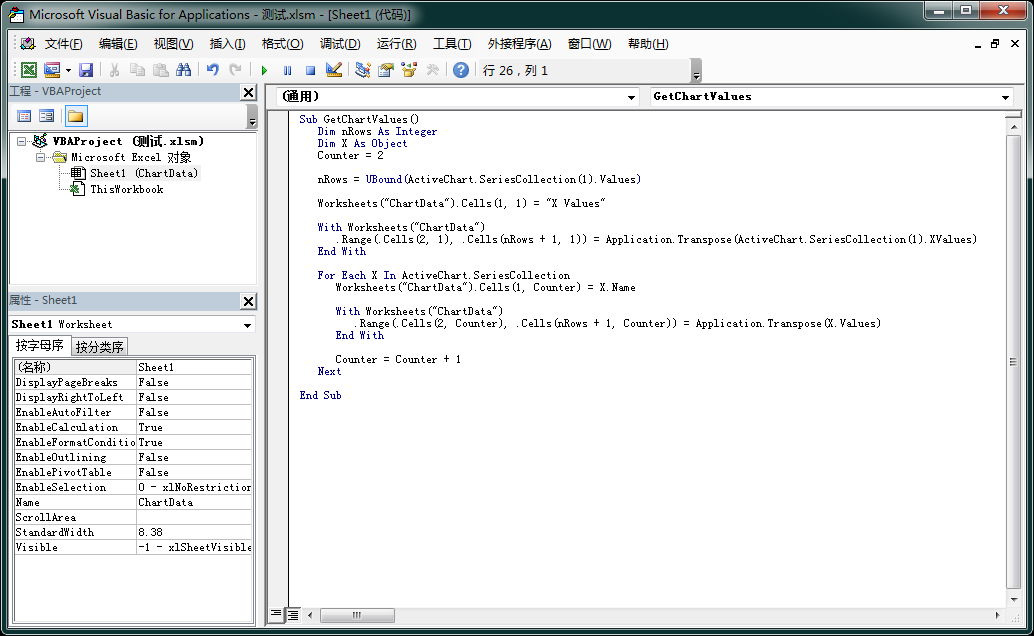 Microsoft Visual Basic for Applications - 测试.xlsm - [Sheet1 (代码)]
文件(F) 编辑(E) 视图(V) 插入(I) 格式(O) 调试(D) 运行(R) 工具(T) 外接程序(A) 窗口(W) 帮助(H)
行 26，列 1
工程 - VBAProject
VBAProject (测试.xlsm)
Microsoft Excel 对象
Sheet1 (ChartData)
ThisWorkbook
属性 - Sheet1
Sheet1 Worksheet
按字母序 按分类序
(名称) Sheet1
DisplayPageBreaks False
DisplayRightToLeft False
EnableAutoFilter False
EnableCalculation True
EnableFormatConditio True
EnableOutlining False
EnablePivotTable False
EnableSelection 0 - xlNoRestriction
Name ChartData
ScrollArea
StandardWidth 8.38
Visible -1 - xlSheetVisible
(通用) GetChartValues
Sub GetChartValues()
Dim nRows As Integer
Dim X As Object
Counter = 2
nRows = UBound(ActiveChart.SeriesCollection(1).Values)
Worksheets("ChartData").Cells(1, 1) = "X Values"
With Worksheets("ChartData")
.Range(.Cells(2, 1), .Cells(nRows + 1, 1)) = Application.Transpose(ActiveChart.SeriesCollection(1).XValues)
End With
For Each X In ActiveChart.SeriesCollection
Worksheets("ChartData").Cells(1, Counter) = X.Name
With Worksheets("ChartData")
.Range(.Cells(2, Counter), .Cells(nRows + 1, Counter)) = Application.Transpose(X.Values)
End With
Counter = Counter + 1
Next
End Sub